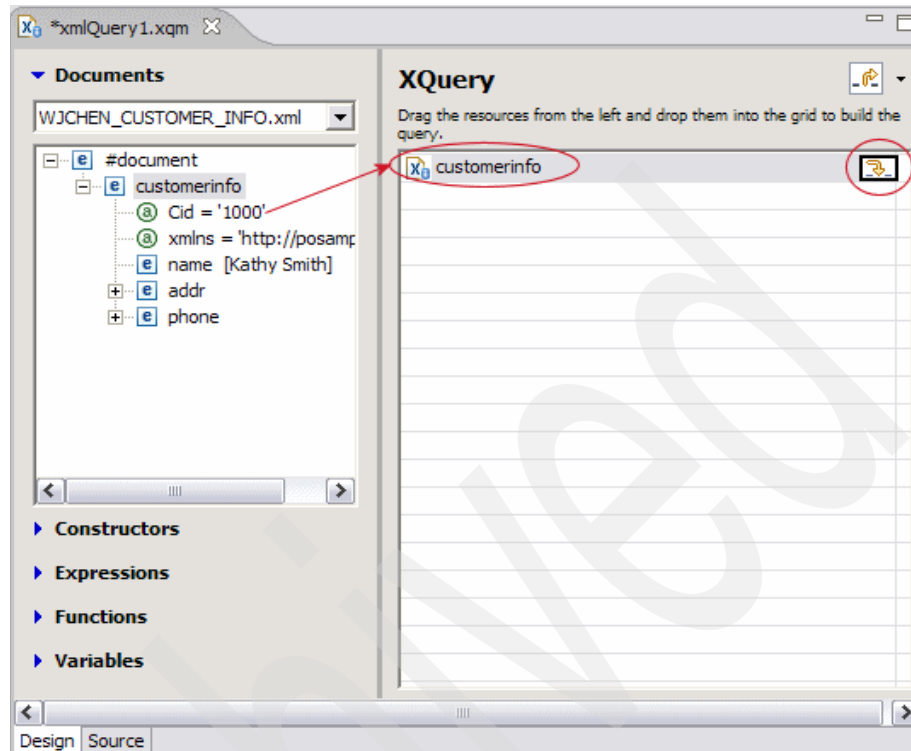 *xmlQuery1.xqm
Documents
WJCHEN_CUSTOMER_INFO.xml
#document
customerinfo
Cid = '1000'
xmlns = 'http://posamp
name [Kathy Smith]
addr
phone
Constructors
Expressions
Functions
Variables
XQuery
Drag the resources from the left and drop them into the grid to build the
query.
customerinfo
Design Source